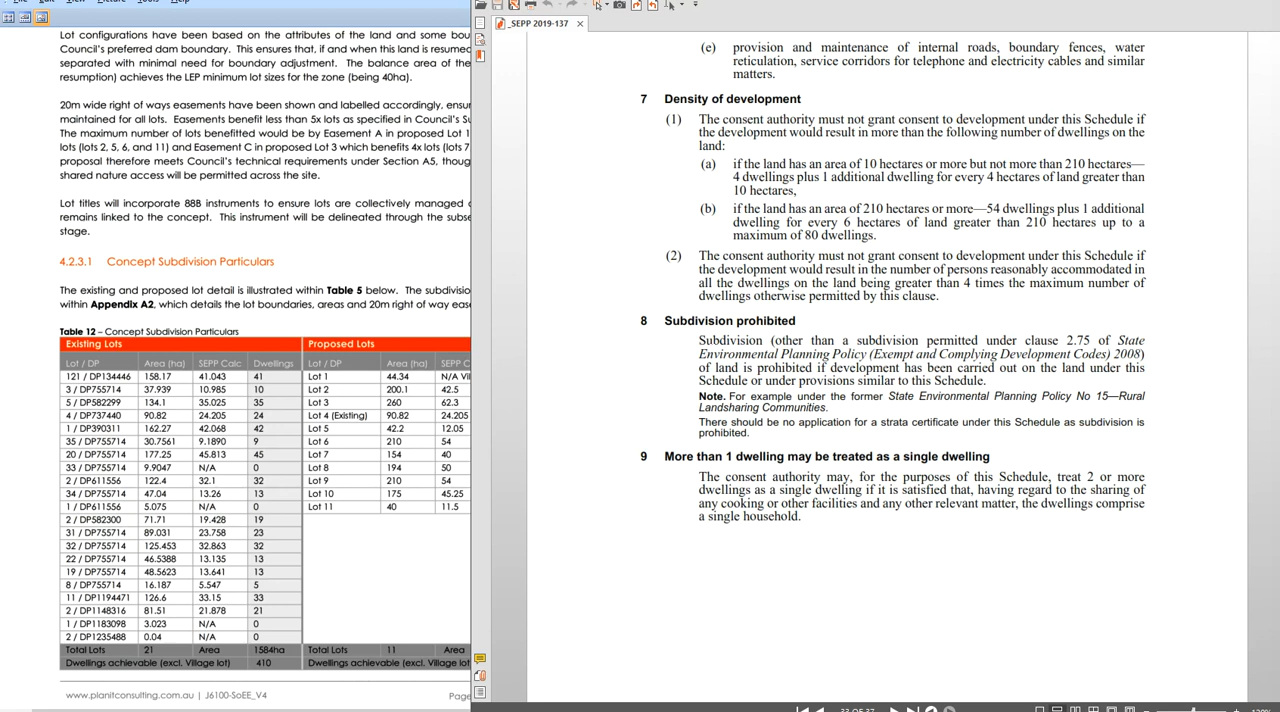 Edit View Picture Tools Help
Lot configurations have been based on the attributes of the land and some bou
Council's preferred dam boundary. This ensures that, if and when this land is resumed
separated with minimal need for boundary adjustment. The balance area of the
resumption) achieves the LEP minimum lot sizes for the zone (being 40ha).
20m wide right of ways easements have been shown and labelled accordingly, ensu
maintained for all lots. Easements benefit less than 5x lots as specified in Council's Su
The maximum number of lots benefitted would be by Easement A in proposed Lot 1
lots (lots 2, 5, 6, and 11) and Easement C in proposed Lot 3 which benefits 4x lots (lots 7
proposal therefore meets Council's technical requirements under Section A5, thoug
shared nature access will be permitted across the site.
Lot titles will incorporate 88B instruments to ensure lots are collectively managed
remains linked to the concept. This instrument will be delineated through the subse
stage.
4.2.3.1 Concept Subdivision Particulars
The existing and proposed lot detail is illustrated within Table 5 below. The subdivisio
within Appendix A2, which details the lot boundaries, areas and 20m right of way ease
Table 12 – Concept Subdivision Particulars
Existing Lots Proposed Lots
Lot / DP Area (ha) SEPP Calc Dwellings Lot / DP Area (ha) SEPP C
121 / DP134446 158.17 41.043 41 Lot 1 44.34 N/A Vil
3 / DP755714 37.939 10.985 10 Lot 2 200.1 42.5
5 / DP582299 134.1 35.025 35 Lot 3 260 62.3
4 / DP737440 90.82 24.205 24 Lot 4 (Existing) 90.82 24.205
1 / DP390311 162.27 42.068 42 Lot 5 42.2 12.05
35 / DP755714 30.7561 9.1890 9 Lot 6 210 54
20 / DP755714 177.25 45.813 45 Lot 7 154 40
33 / DP755714 9.9047 N/A 0 Lot 8 194 50
2 / DP611556 122.4 32.1 32 Lot 9 210 54
34 / DP755714 47.04 13.26 13 Lot 10 175 45.25
1 / DP611556 5.075 N/A 0 Lot 11 40 11.5
2 / DP582300 71.71 19.428 19
31 / DP755714 89.031 23.758 23
32 / DP755714 125.453 32.863 32
22 / DP755714 46.5388 13.135 13
19 / DP755714 48.5623 13.641 13
8 / DP755714 16.187 5.547 5
11 / DP1194471 126.6 33.15 33
2 / DP1148316 81.51 21.878 21
1 / DP1183098 3.023 N/A 0
2 / DP1235488 0.04 N/A 0
Total Lots 21 Area 1584ha Total Lots 11 Area
Dwellings achievable (excl. Village lot) 410 Dwellings achievable (excl. Village lot
www.planitconsulting.com.au | J6100-SoEE_V4 Page
_SEPP 2019-137
(e) provision and maintenance of internal roads, boundary fences, water
reticulation, service corridors for telephone and electricity cables and similar
matters.
7 Density of development
(1) The consent authority must not grant consent to development under this Schedule if
the development would result in more than the following number of dwellings on the
land:
(a) if the land has an area of 10 hectares or more but not more than 210 hectares—
4 dwellings plus 1 additional dwelling for every 4 hectares of land greater than
10 hectares,
(b) if the land has an area of 210 hectares or more—54 dwellings plus 1 additional
dwelling for every 6 hectares of land greater than 210 hectares up to a
maximum of 80 dwellings.
(2) The consent authority must not grant consent to development under this Schedule if
the development would result in the number of persons reasonably accommodated in
all the dwellings on the land being greater than 4 times the maximum number of
dwellings otherwise permitted by this clause.
8 Subdivision prohibited
Subdivision (other than a subdivision permitted under clause 2.75 of State
Environmental Planning Policy (Exempt and Complying Development Codes) 2008)
of land is prohibited if development has been carried out on the land under this
Schedule or under provisions similar to this Schedule.
Note. For example under the former State Environmental Planning Policy No 15—Rural
Landsharing Communities.
There should be no application for a strata certificate under this Schedule as subdivision is
prohibited.
9 More than 1 dwelling may be treated as a single dwelling
The consent authority may, for the purposes of this Schedule, treat 2 or more
dwellings as a single dwelling if it is satisfied that, having regard to the sharing of
any cooking or other facilities and any other relevant matter, the dwellings comprise
a single household.
33 OF 37